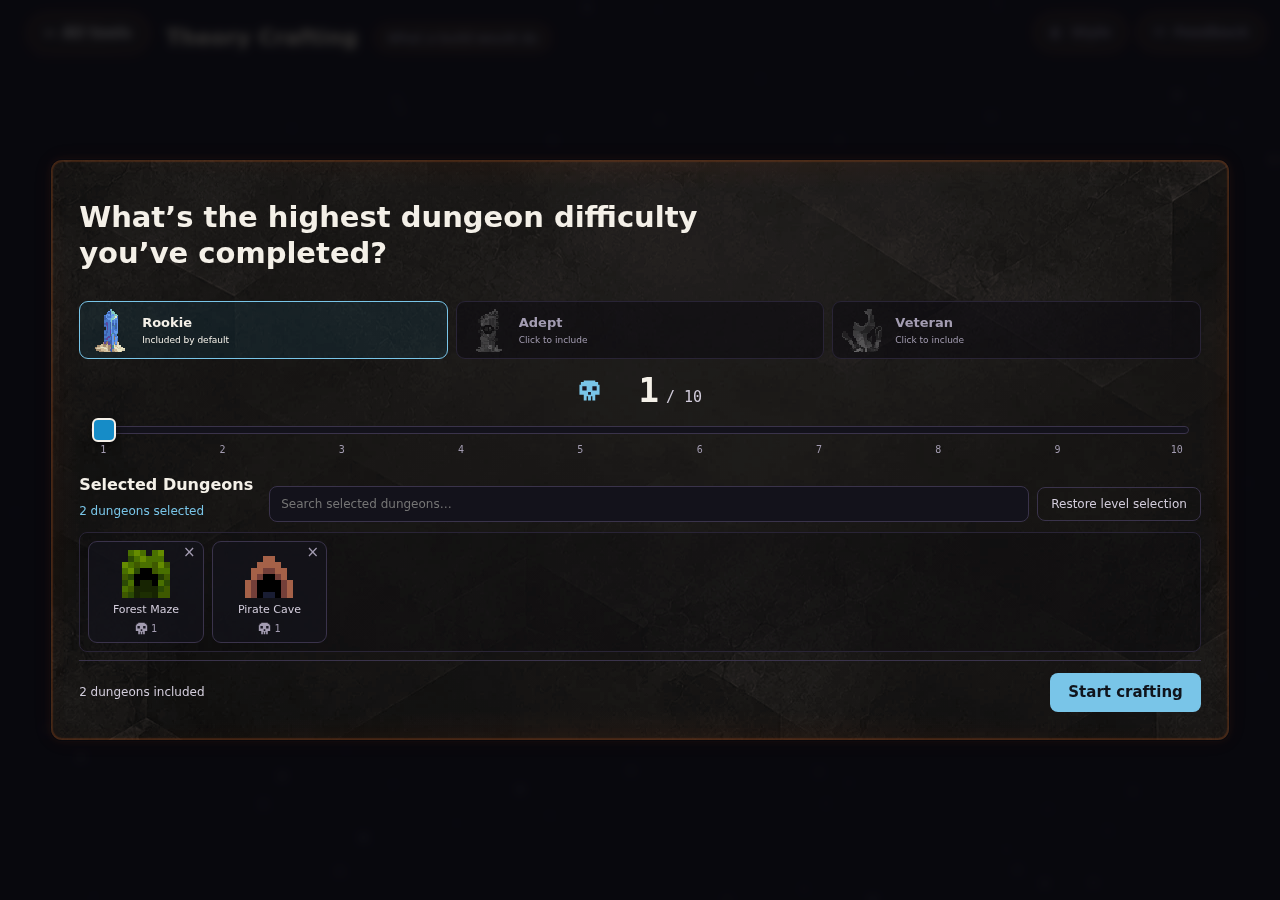 Theory Crafting
What's the highest dungeon difficulty
you've completed?
Rookie
Included by default
Adept
Click to include
Veteran
Click to include
1 / 10
1 2 3 4 5 6 7 8 9 10
Selected Dungeons
2 dungeons selected
Search selected dungeons...
Restore level selection
×
Forest Maze
1
×
Pirate Cave
1
2 dungeons included
Start crafting